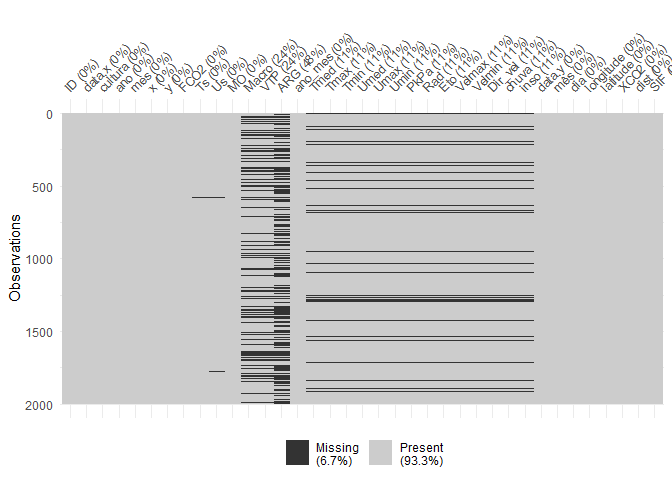 ID (0%)
data.x (0%)
cultura (0%)
ano (0%)
mes (0%)
x (0%)
y (0%)
FCO2 (0%)
Ts (0%)
Us (0%)
MO (0%)
Macro (24%)
VTP (24%)
ARG
ano_mes (0%)
Tmed (11%)
Tmax (11%)
Tmin (11%)
Umed (11%)
Umax (11%)
Umin (11%)
PkPa (11%)
Rad (11%)
Eto (11%)
Velmax (11%)
Velmin (11%)
Dir_vel (11%)
chuva (11%)
inso (11%)
data.y (0%)
mês (0%)
dia (0%)
longitude (0%)
latitude (0%)
XCO2 (0%)
dist (0%)
SIF
0
500
1000
1500
2000
Observations
Missing
(6.7%)
Present
(93.3%)